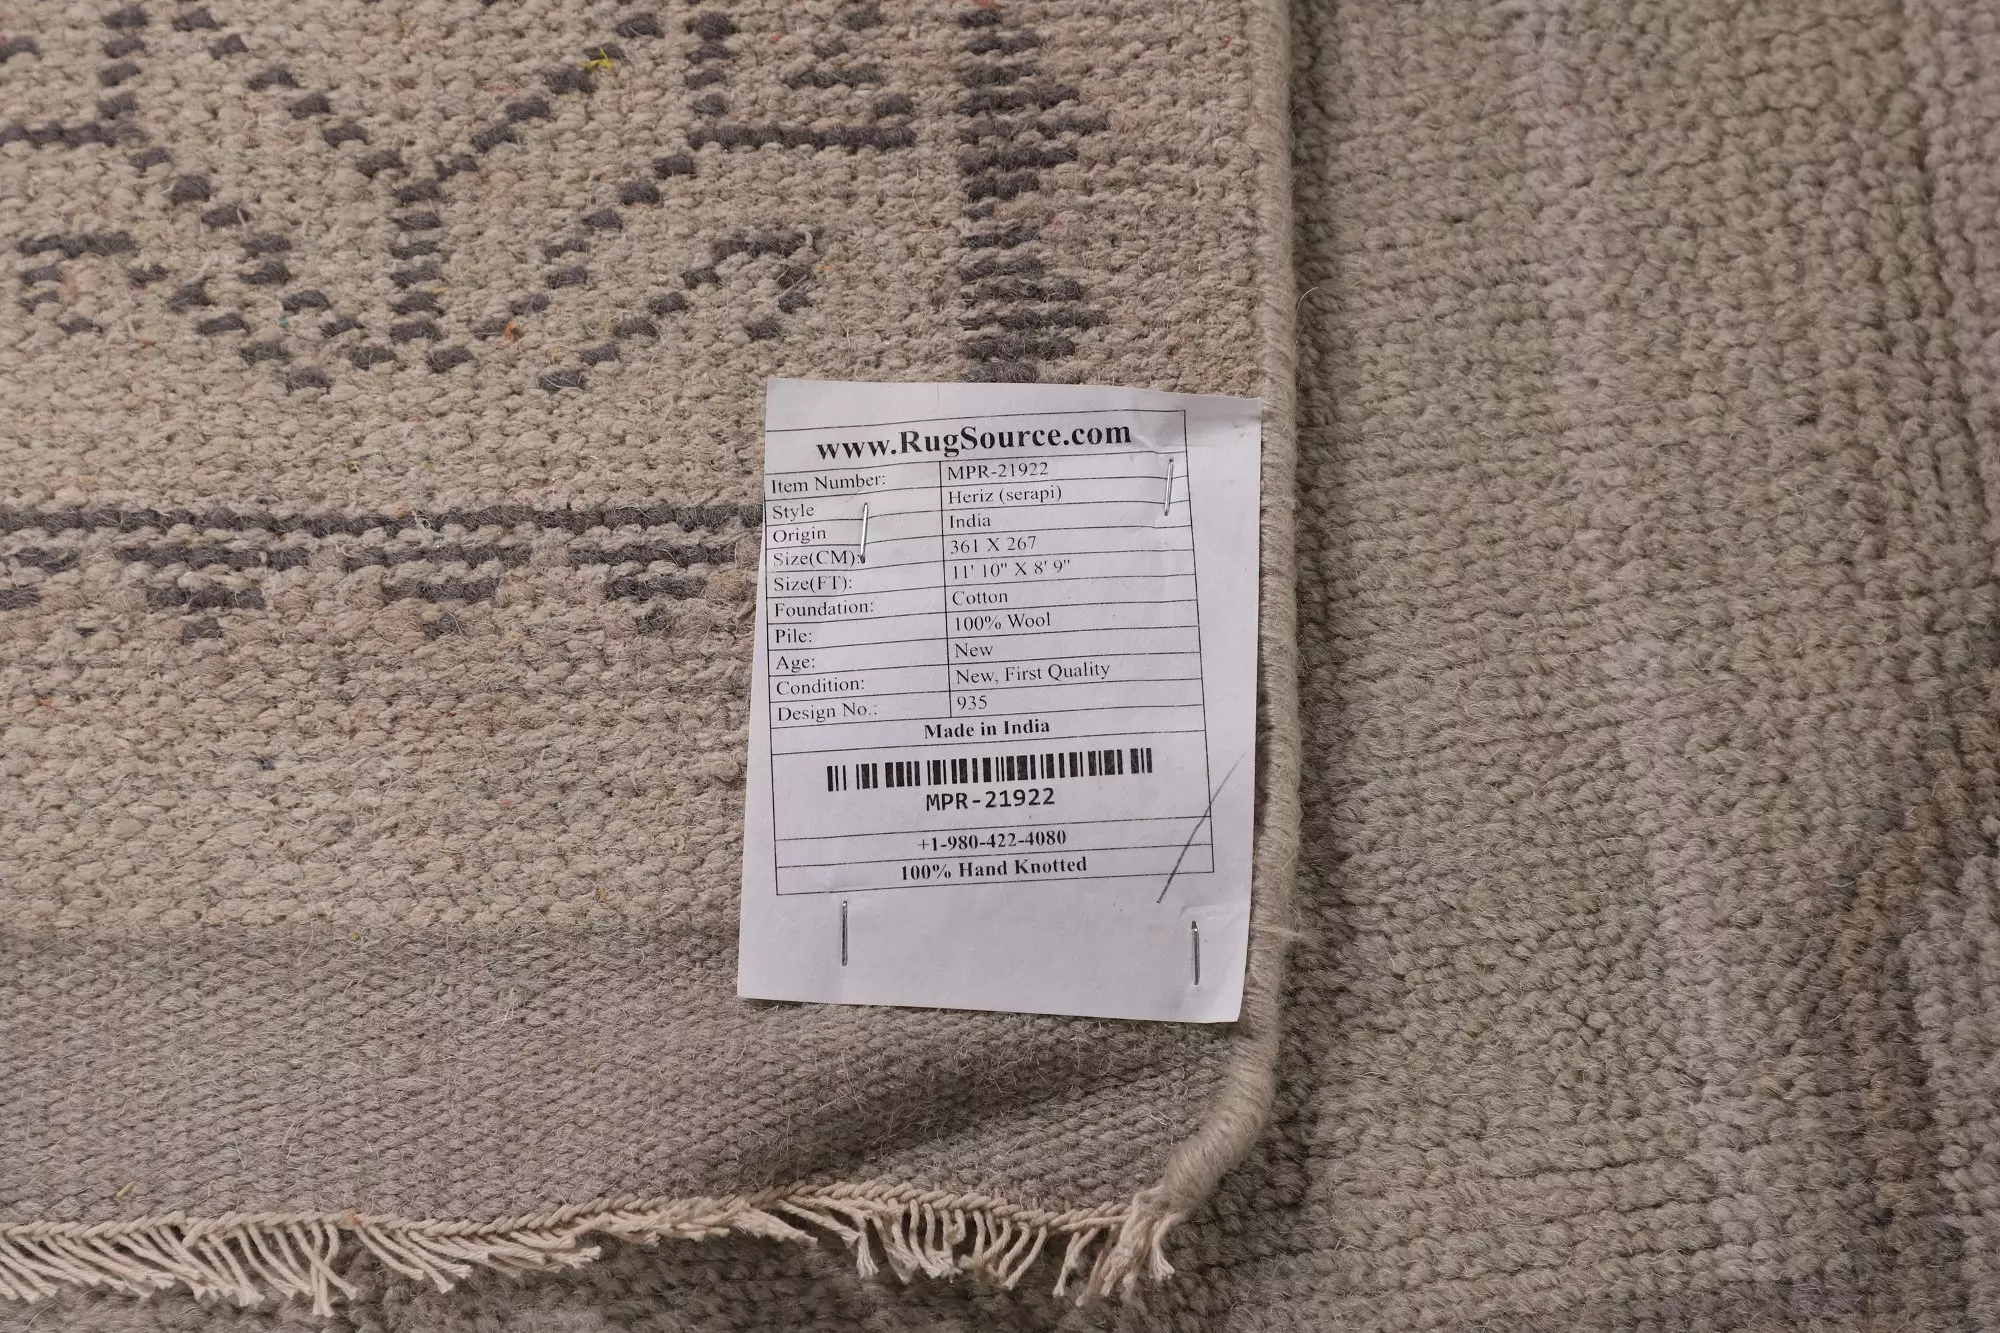 www.RugSource.com
Item Number: MPR-21922
Style Heriz (serapi)
Origin India
Size(CM): 361 X 267
Size(FT): 11' 10" X 8' 9"
Foundation: Cotton
Pile: 100% Wool
Age: New
Condition: New, First Quality
Design No.: 935
Made in India
MPR-21922
+1-980-422-4080
100% Hand Knotted